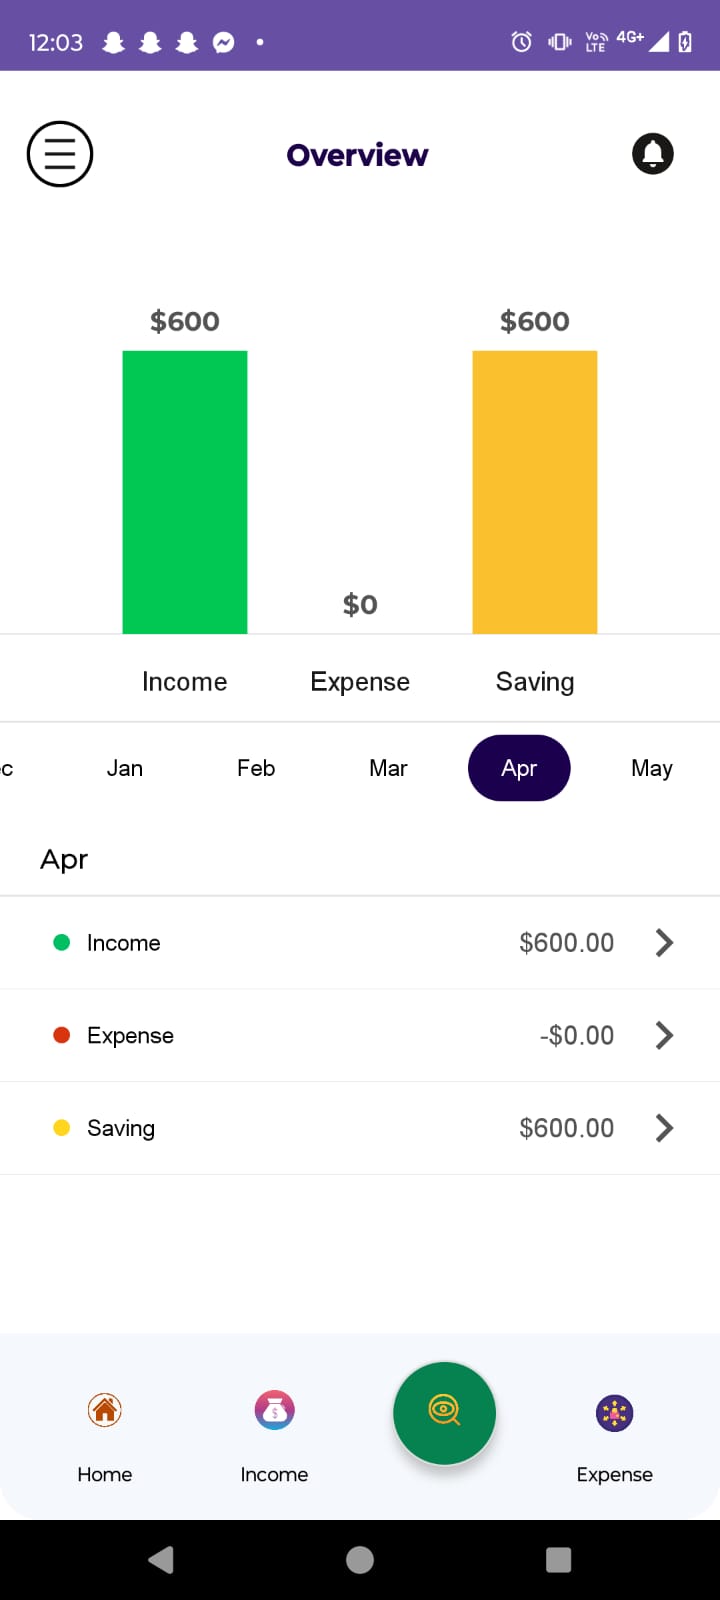 12:03 Vo) LTE 4G+
Overview
$600 $600
$0
Income Expense Saving
c Jan Feb Mar Apr May
Apr
Income $600.00
Expense -$0.00
Saving $600.00
Home Income Expense